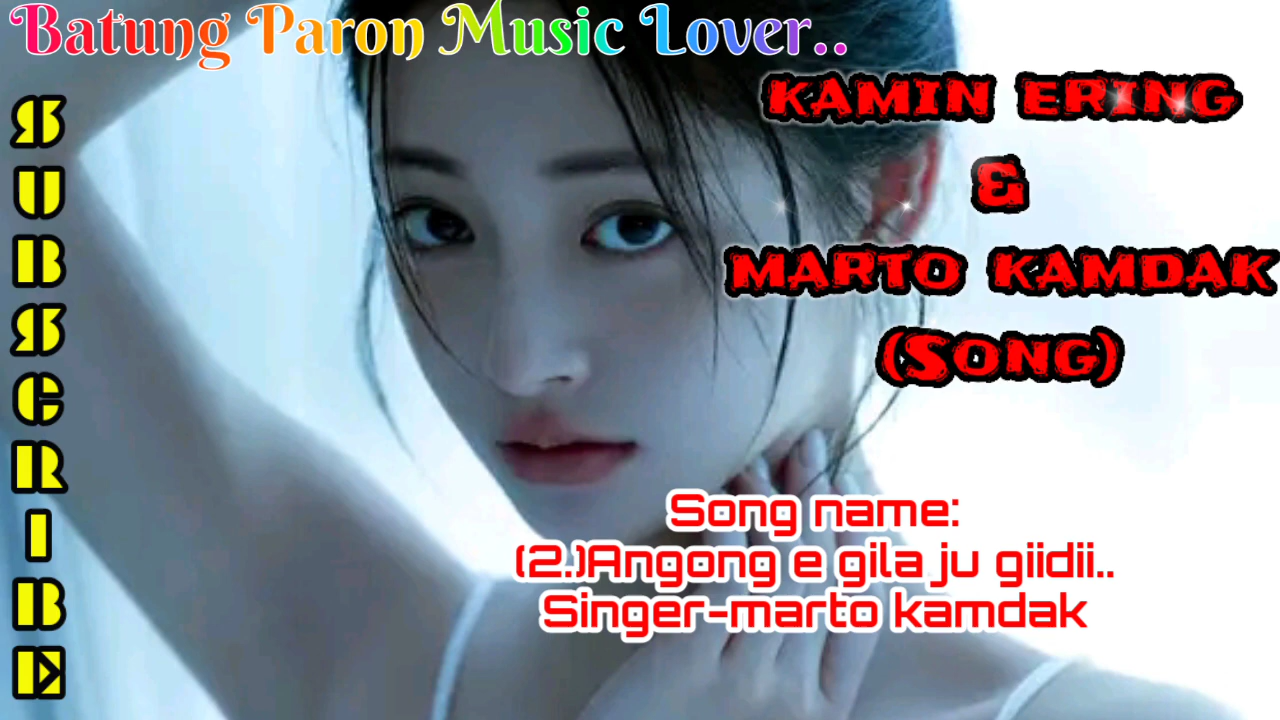 Batung Paron Music Lover..
SUBSCRIBE
KAMIN ERING
&
MARTO KAMDAK
(SONG)
Song name:
(2.)Angong e gila ju giidii..
Singer-marto kamdak